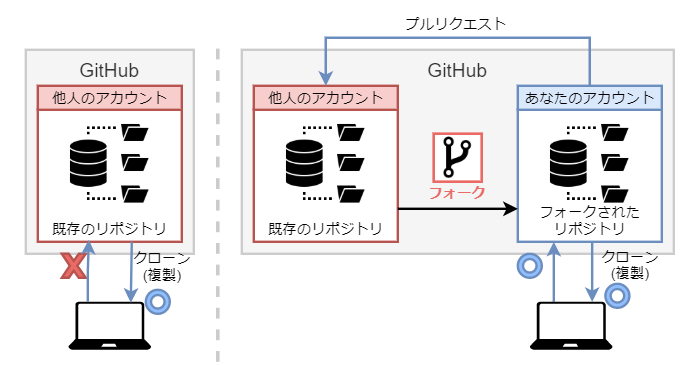 GitHub
他人のアカウント
既存のリポジトリ
クローン
(複製)
プルリクエスト
GitHub
他人のアカウント
既存のリポジトリ
フォーク
あなたのアカウント
フォークされた
リポジトリ
クローン
(複製)